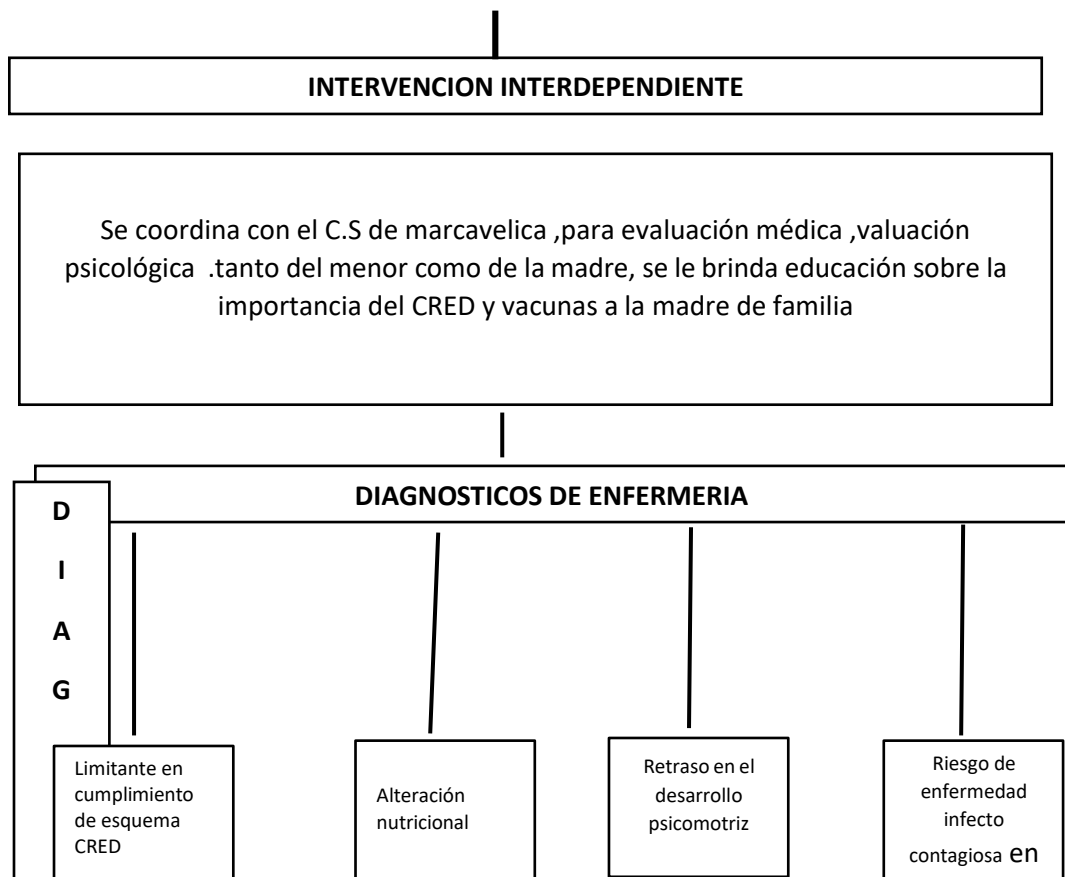 INTERVENCION INTERDEPENDIENTE
Se coordina con el C.S de marcavelica ,para evaluación médica ,valuación
psicológica .tanto del menor como de la madre, se le brinda educación sobre la
importancia del CRED y vacunas a la madre de familia
DIAGNOSTICOS DE ENFERMERIA
D
I
A
G
Limitante en
cumplimiento
de esquema
CRED
Alteración
nutricional
Retraso en el
desarrollo
psicomotriz
Riesgo de
enfermedad
infecto
contagiosa en